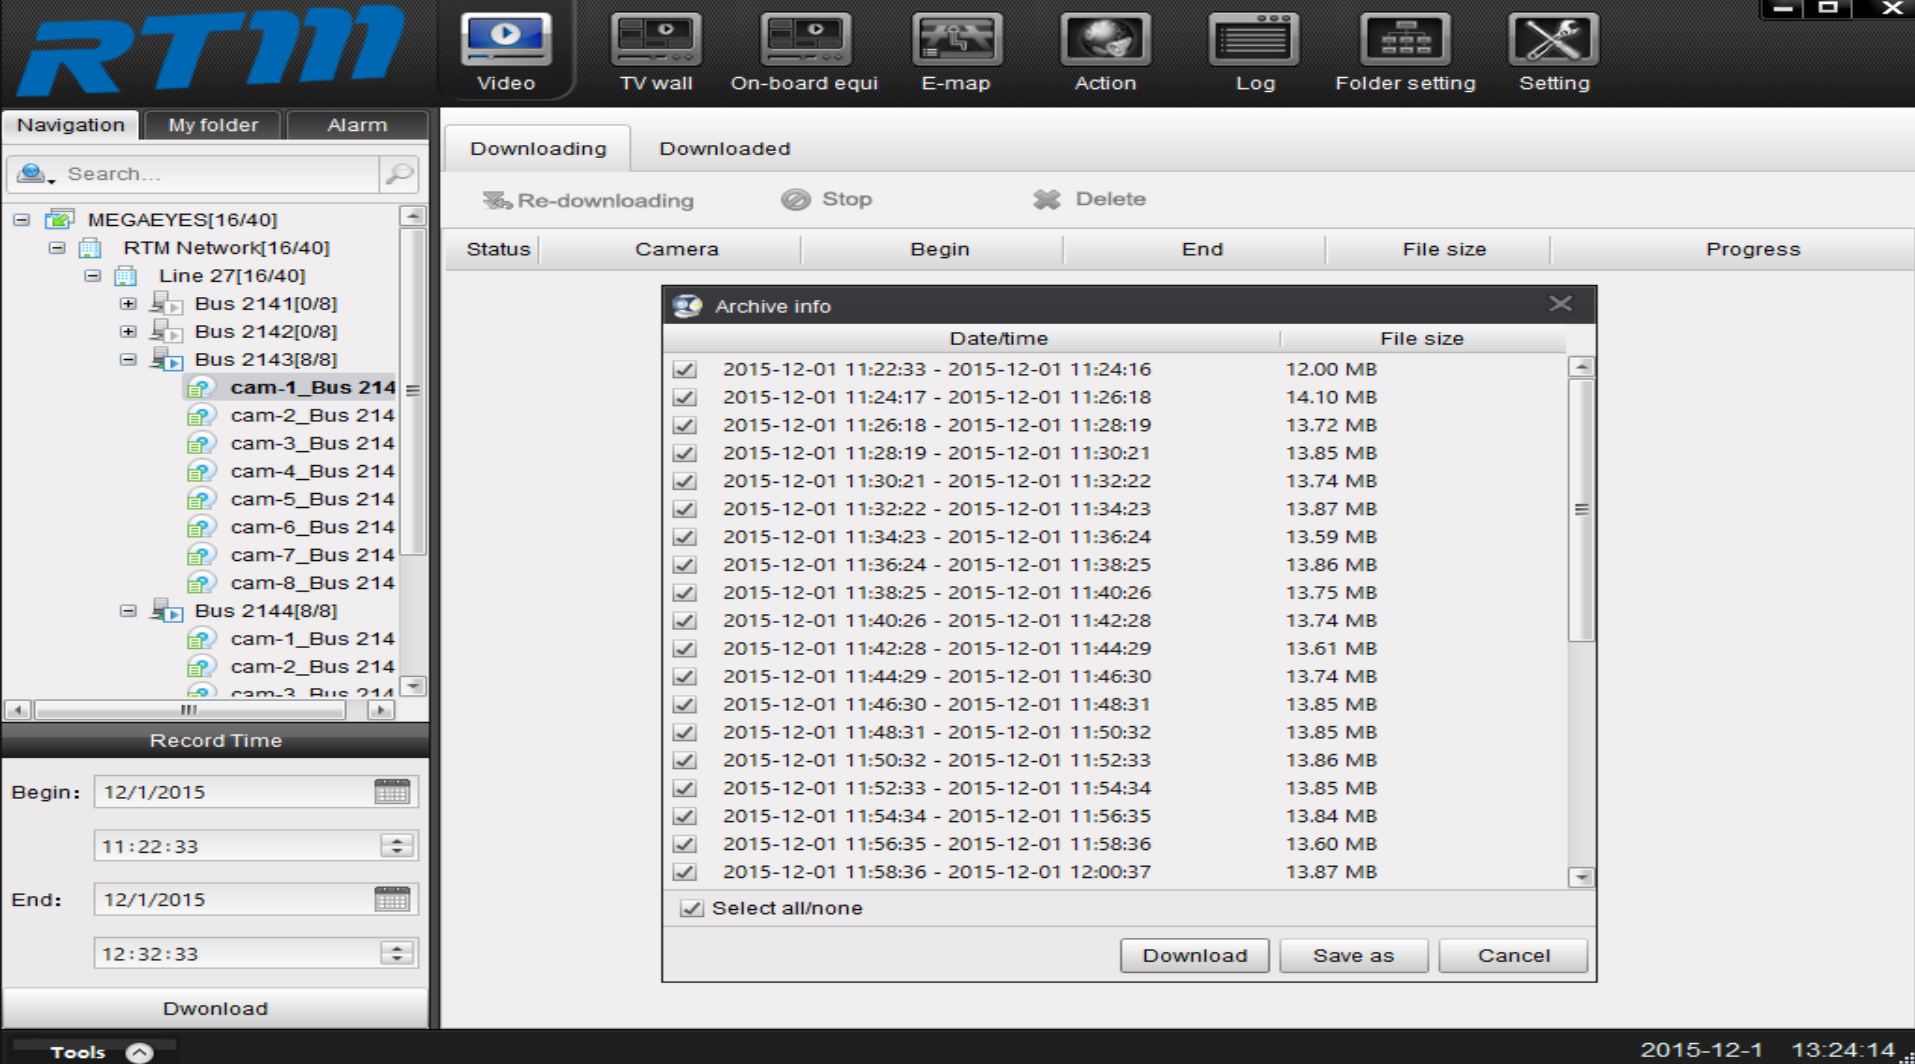 RTM
Video
TV wall
On-board equi
E-map
Action
Log
Folder setting
Setting
Navigation
My folder
Alarm
Search...
MEGAEYES[16/40]
RTM Network[16/40]
Line 27[16/40]
Bus 2141[0/8]
Bus 2142[0/8]
Bus 2143[8/8]
cam-1_Bus 214
cam-2_Bus 214
cam-3_Bus 214
cam-4_Bus 214
cam-5_Bus 214
cam-6_Bus 214
cam-7_Bus 214
cam-8_Bus 214
Bus 2144[8/8]
cam-1_Bus 214
cam-2_Bus 214
cam-3_Bus 214
Record Time
Begin:
12/1/2015
11:22:33
End:
12/1/2015
12:32:33
Dwonload
Downloading
Downloaded
Re-downloading
Stop
Delete
Status Camera Begin End File size Progress
Archive info
Date/time File size
2015-12-01 11:22:33 - 2015-12-01 11:24:16 12.00 MB
2015-12-01 11:24:17 - 2015-12-01 11:26:18 14.10 MB
2015-12-01 11:26:18 - 2015-12-01 11:28:19 13.72 MB
2015-12-01 11:28:19 - 2015-12-01 11:30:21 13.85 MB
2015-12-01 11:30:21 - 2015-12-01 11:32:22 13.74 MB
2015-12-01 11:32:22 - 2015-12-01 11:34:23 13.87 MB
2015-12-01 11:34:23 - 2015-12-01 11:36:24 13.59 MB
2015-12-01 11:36:24 - 2015-12-01 11:38:25 13.86 MB
2015-12-01 11:38:25 - 2015-12-01 11:40:26 13.75 MB
2015-12-01 11:40:26 - 2015-12-01 11:42:28 13.74 MB
2015-12-01 11:42:28 - 2015-12-01 11:44:29 13.61 MB
2015-12-01 11:44:29 - 2015-12-01 11:46:30 13.74 MB
2015-12-01 11:46:30 - 2015-12-01 11:48:31 13.85 MB
2015-12-01 11:48:31 - 2015-12-01 11:50:32 13.85 MB
2015-12-01 11:50:32 - 2015-12-01 11:52:33 13.86 MB
2015-12-01 11:52:33 - 2015-12-01 11:54:34 13.85 MB
2015-12-01 11:54:34 - 2015-12-01 11:56:35 13.84 MB
2015-12-01 11:56:35 - 2015-12-01 11:58:36 13.60 MB
2015-12-01 11:58:36 - 2015-12-01 12:00:37 13.87 MB
Select all/none
Download
Save as
Cancel
Tools
2015-12-1 13:24:14